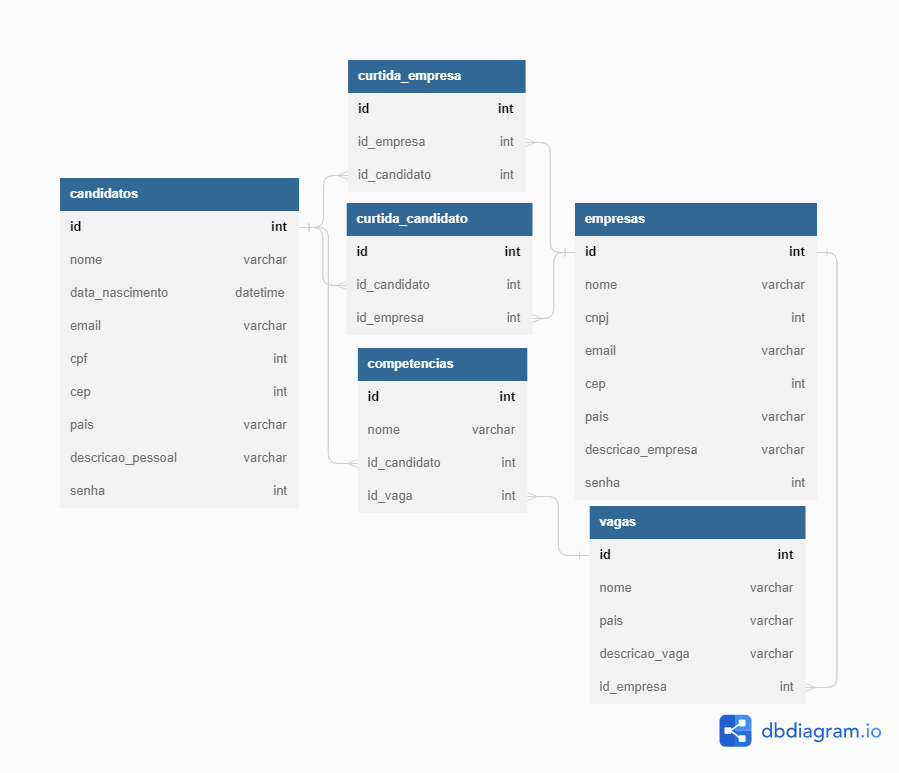 curtida_empresa
id int
id_empresa int
id_candidato int
candidatos
id int
nome varchar
data_nascimento datetime
email varchar
cpf int
cep int
pais varchar
descricao_pessoal varchar
senha int
curtida_candidato
id int
id_candidato int
id_empresa int
competencias
id int
nome varchar
id_candidato int
id_vaga int
empresas
id int
nome varchar
cnpj int
email varchar
cep int
pais varchar
descricao_empresa varchar
senha int
vagas
id int
nome varchar
pais varchar
descricao_vaga varchar
id_empresa int
dbdiagram.io